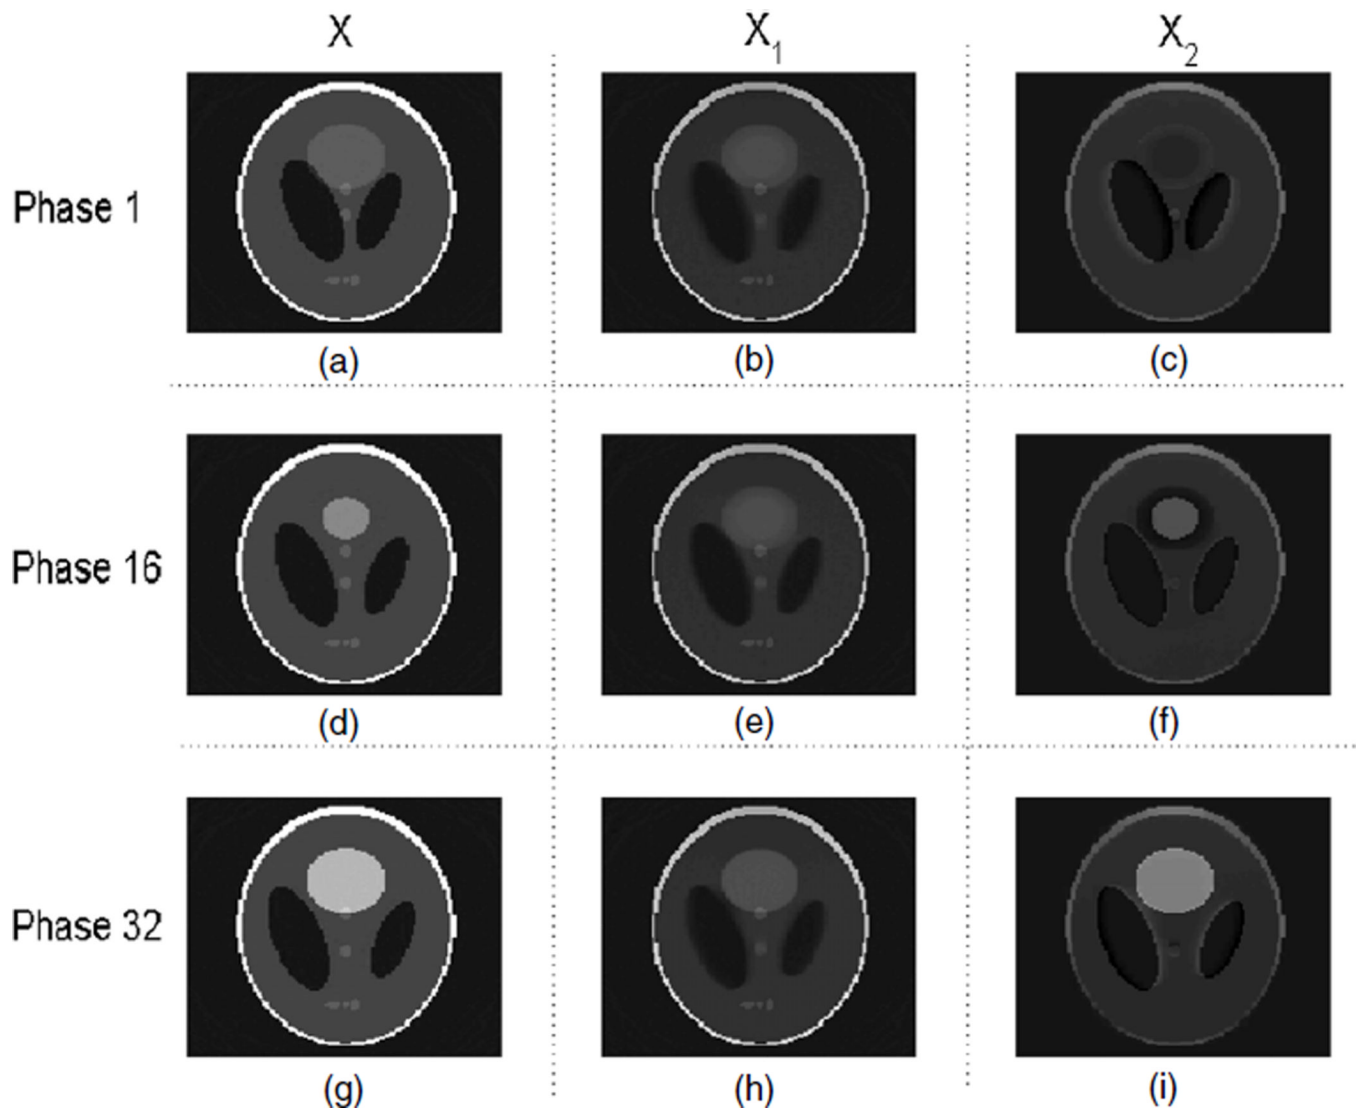 X X₁ X₂
Phase 1
(a) (b) (c)
Phase 16
(d) (e) (f)
Phase 32
(g) (h) (i)